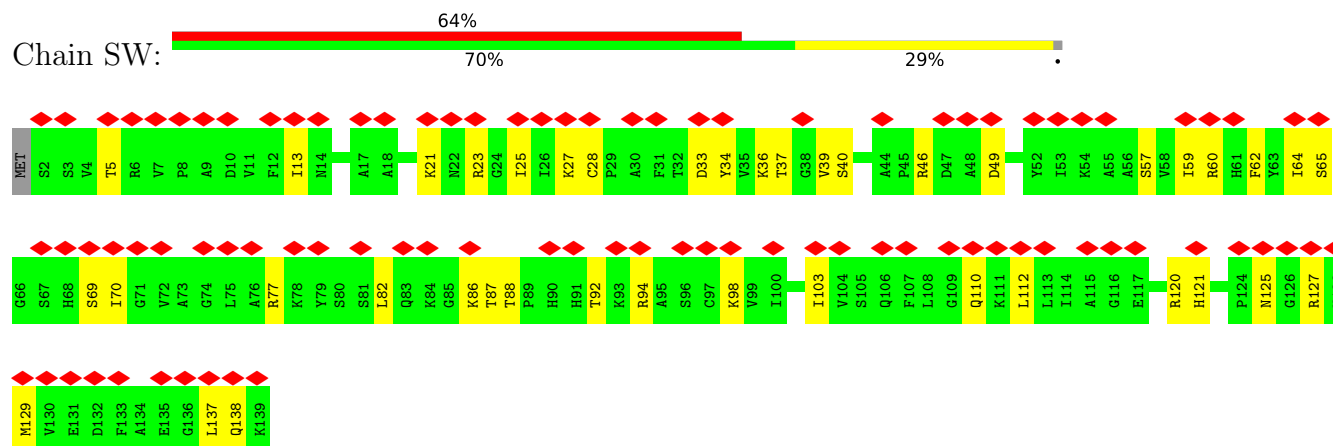 64%
Chain SW:
70% 29% •
MET S2 S3 V4 T5 R6 V7 P8 A9 D10 V11 F12 I13 N14 A17 A18 K21 N22 R23 G24 I25 I26 K27 C28 P29 A30 F31 T32 D33 Y34 V35 K36 T37 G38 V39 S40 A44 P45 R46 D47 A48 D49 Y52 I53 K54 A55 A56 S57 V58 I59 R60 H61 F62 Y63 I64 S65
G66 S67 H68 S69 I70 G71 V72 A73 G74 L75 A76 R77 K78 Y79 S80 S81 L82 Q83 K84 G85 K86 T87 T88 P89 H90 H91 T92 K93 R94 A95 S96 C97 K98 V99 I100 I103 V104 S105 Q106 F107 L108 G109 Q110 K111 L112 L113 I114 A115 G116 E117 R120 H121 P124 N125 G126 R127
M129 V130 E131 D132 F133 A134 E135 G136 L137 Q138 K139